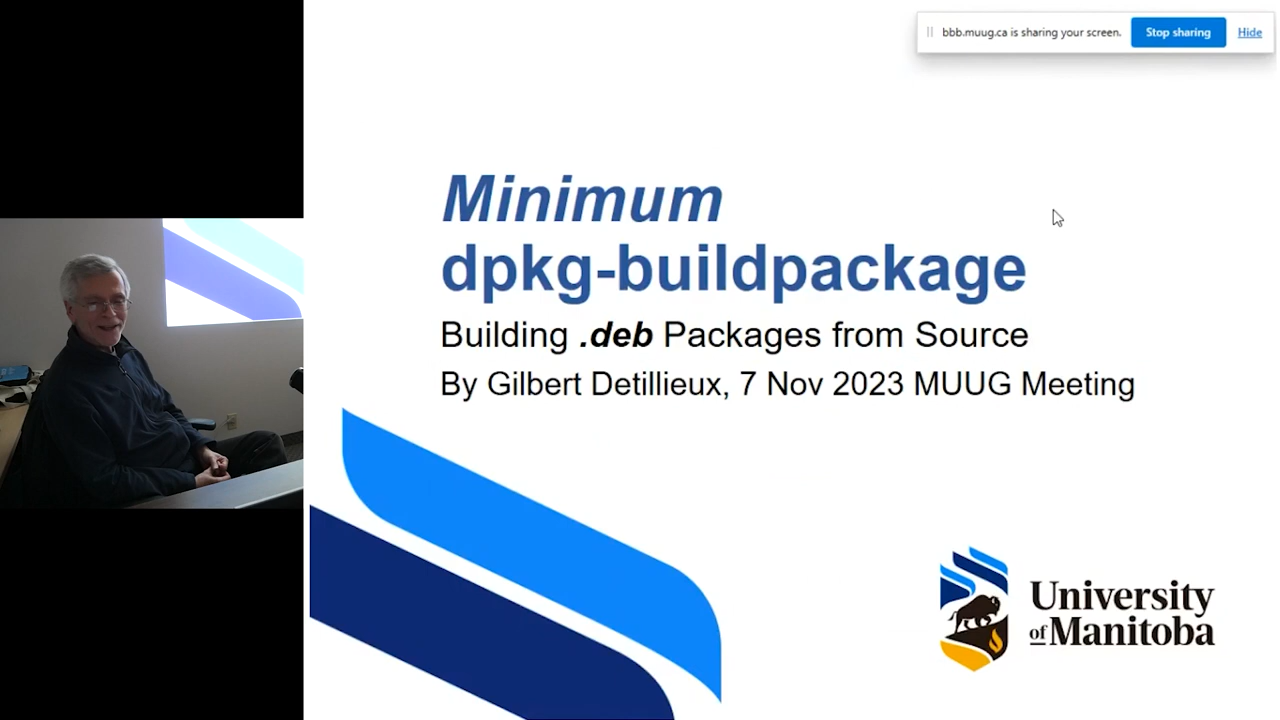 bbb.muug.ca is sharing your screen.
Stop sharing
Hide
Minimum
dpkg-buildpackage
Building .deb Packages from Source
By Gilbert Detillieux, 7 Nov 2023 MUUG Meeting
University
of Manitoba